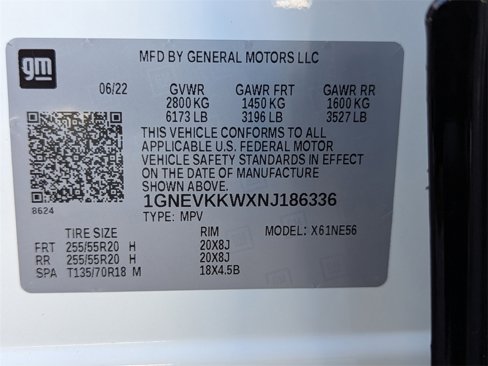 gm
MFD BY GENERAL MOTORS LLC
06/22 GVWR GAWR FRT GAWR RR
2800 KG 1450 KG 1600 KG
6173 LB 3196 LB 3527 LB
THIS VEHICLE CONFORMS TO ALL
APPLICABLE U.S. FEDERAL MOTOR
VEHICLE SAFETY STANDARDS IN EFFECT
ON THE DATE OF MANUFACTURE
SHOWN ABOVE.
8624
1GNEVKKWXNJ186336
TYPE: MPV
TIRE SIZE RIM MODEL: X61NE56
FRT 255/55R20 H 20X8J
RR 255/55R20 H 20X8J
SPA T135/70R18 M 18X4.5B